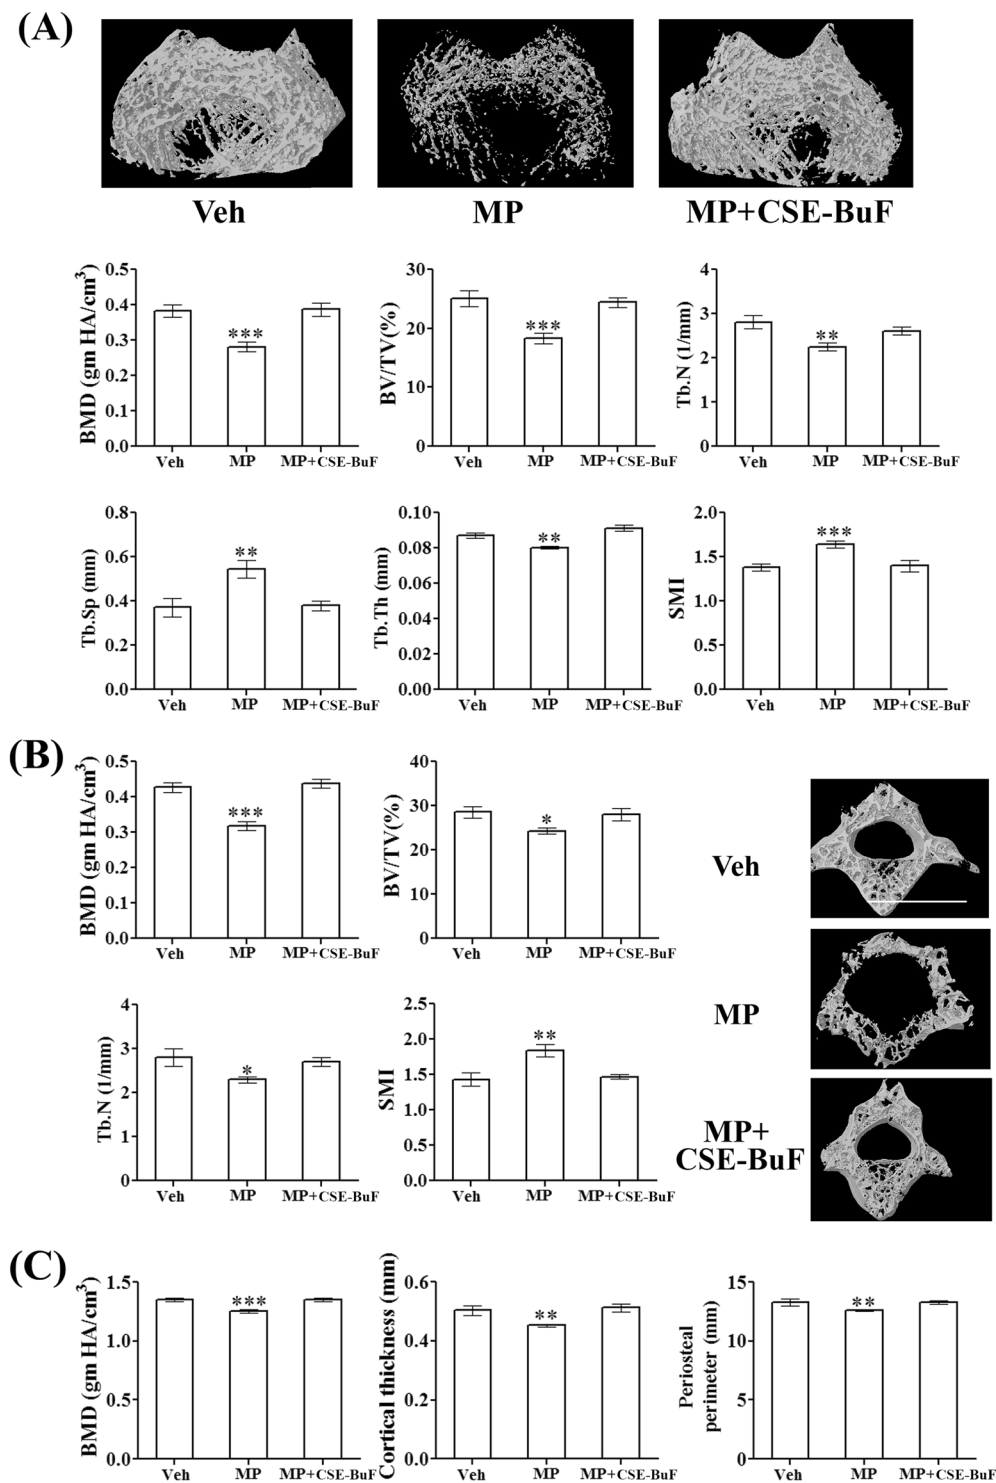 (A)
Veh
MP
MP+CSE-BuF
BMD (gm HA/cm³)
0.5
0.4
0.3
0.2
0.1
0.0
***
Veh
MP
MP+CSE-BuF
BV/TV(%)
30
20
10
0
***
Veh
MP
MP+CSE-BuF
Tb.N (1/mm)
4
3
2
1
0
**
Veh
MP
MP+CSE-BuF
Tb.Sp (mm)
0.8
0.6
0.4
0.2
0.0
**
Veh
MP
MP+CSE-BuF
Tb.Th (mm)
0.10
0.08
0.06
0.04
0.02
0.00
**
Veh
MP
MP+CSE-BuF
SMI
2.0
1.5
1.0
0.5
0.0
***
Veh
MP
MP+CSE-BuF
(B)
BMD (gm HA/cm³)
0.5
0.4
0.3
0.2
0.1
0.0
***
Veh
MP
MP+CSE-BuF
BV/TV(%)
40
30
20
10
0
*
Veh
MP
MP+CSE-BuF
Veh
MP
MP+
CSE-BuF
Tb.N (1/mm)
4
3
2
1
0
*
Veh
MP
MP+CSE-BuF
SMI
2.5
2.0
1.5
1.0
0.5
0.0
**
Veh
MP
MP+CSE-BuF
(C)
BMD (gm HA/cm³)
1.5
1.0
0.5
0.0
***
Veh
MP
MP+CSE-BuF
Cortical thickness (mm)
0.6
0.4
0.2
0.0
**
Veh
MP
MP+CSE-BuF
Periosteal
perimeter (mm)
15
10
5
0
**
Veh
MP
MP+CSE-BuF